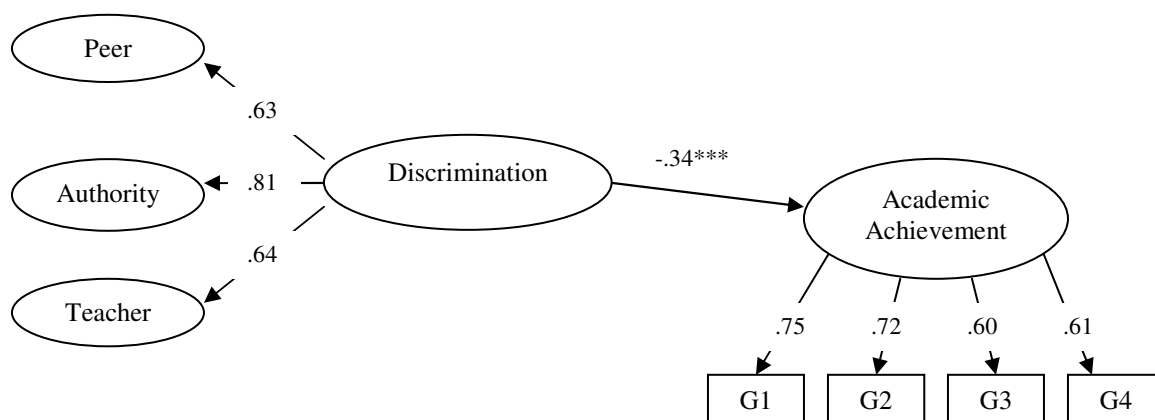 Peer
.63
Authority
.81
Discrimination
-.34***
Academic
Achievement
.64
Teacher
.75
.72
.60
.61
G1
G2
G3
G4